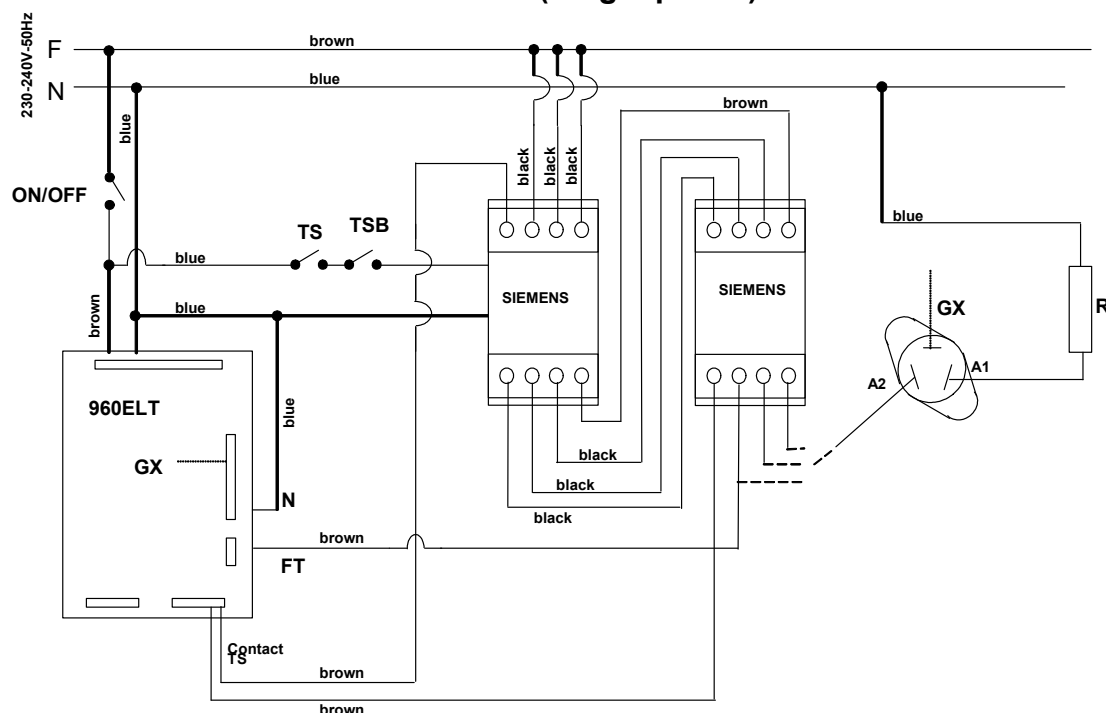 230-240V-50Hz
F
brown
N
blue
brown
blue
black
black
black
ON/OFF
blue
TS
TSB
blue
SIEMENS
SIEMENS
GX
R
brown
blue
A2
A1
960ELT
blue
GX
black
N
black
black
brown
FT
Contact
TS
brown
brown